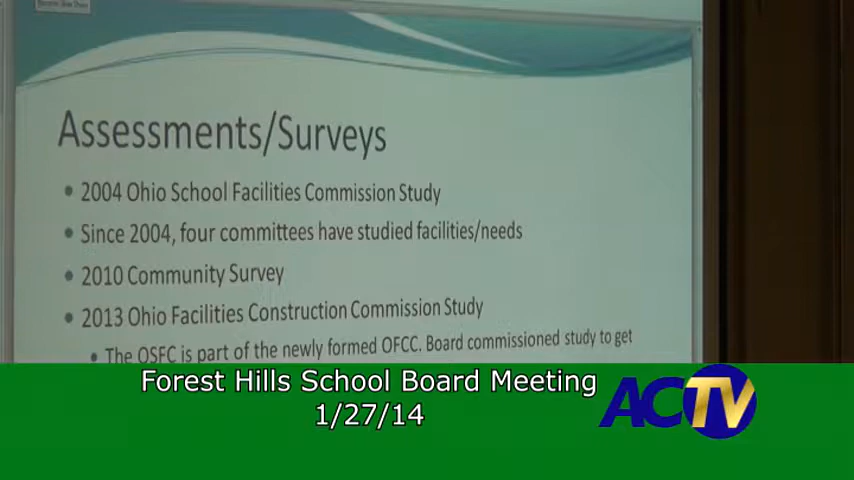 Assessments/Surveys
• 2004 Ohio School Facilities Commission Study
• Since 2004, four committees have studied facilities/needs
• 2010 Community Survey
• 2013 Ohio Facilities Construction Commission Study
• The OSFC is part of the newly formed OFCC. Board commissioned study to get
Forest Hills School Board Meeting
1/27/14
ACTV